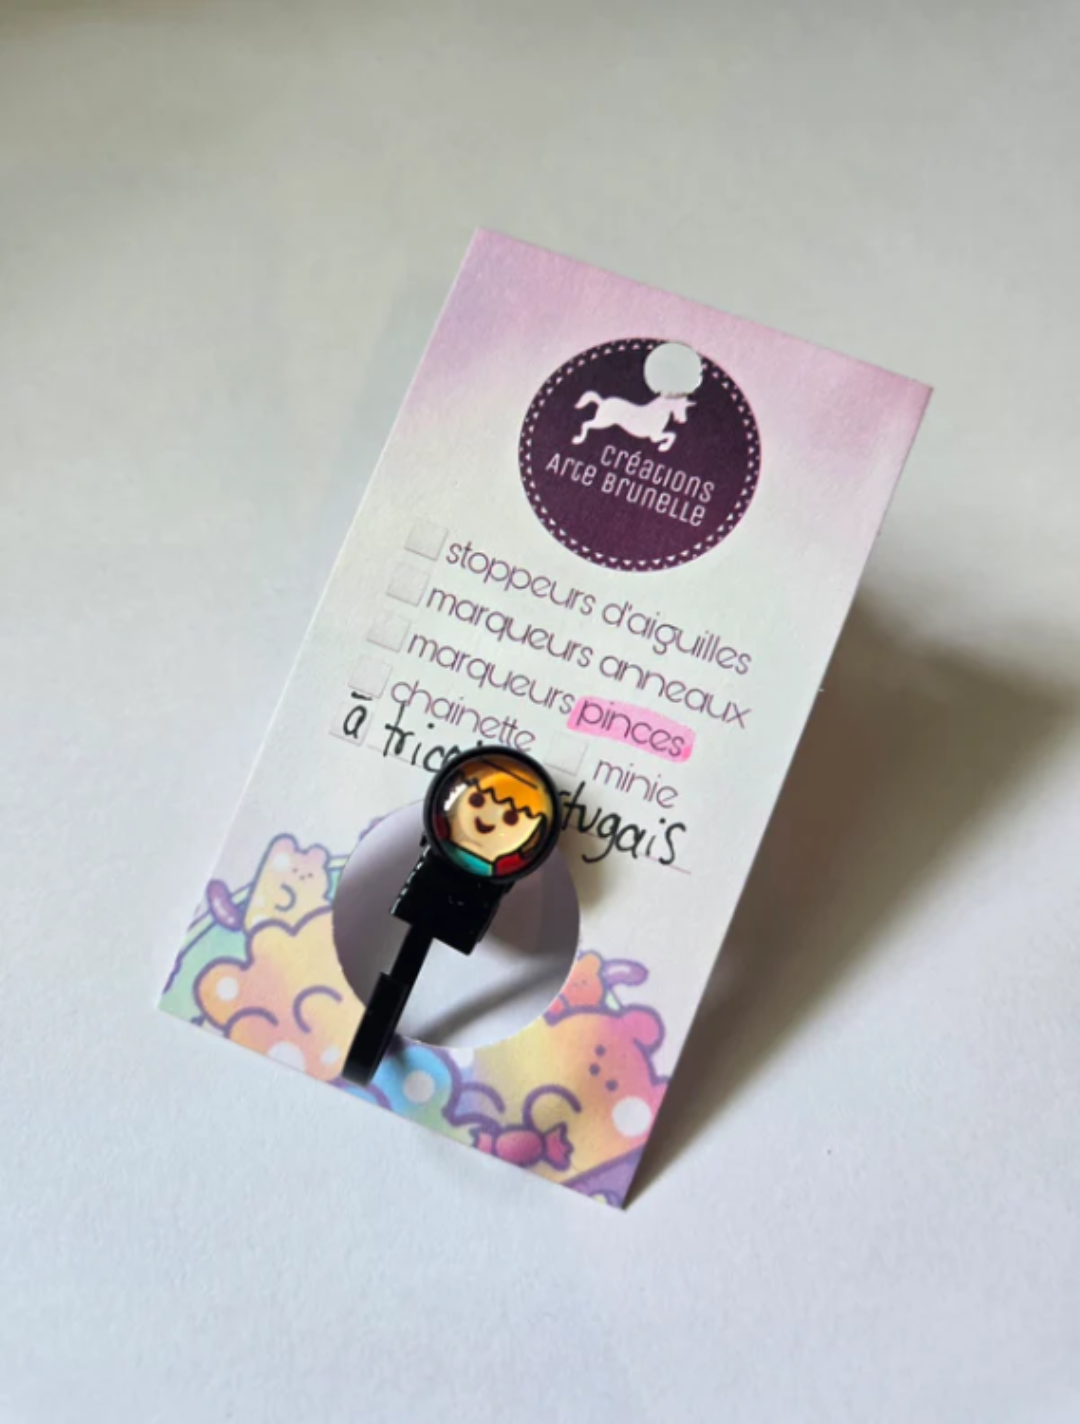 créations
Arte Brunelle
stoppeurs d'aiguilles
marqueurs anneaux
marqueurs pinces
chainette minie
à